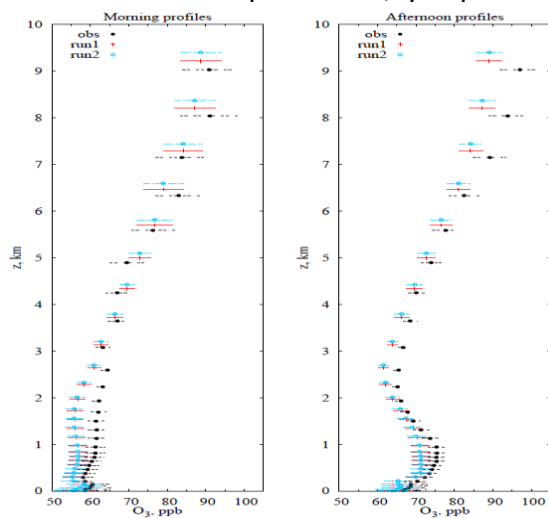 Morning profiles Afternoon profiles
obs obs
run1 run1
run2 run2
z, km z, km
10 10
9 9
8 8
7 7
6 6
5 5
4 4
3 3
2 2
1 1
0 0
50 60 70 80 90 100 50 60 70 80 90 100
O3, ppb O3, ppb